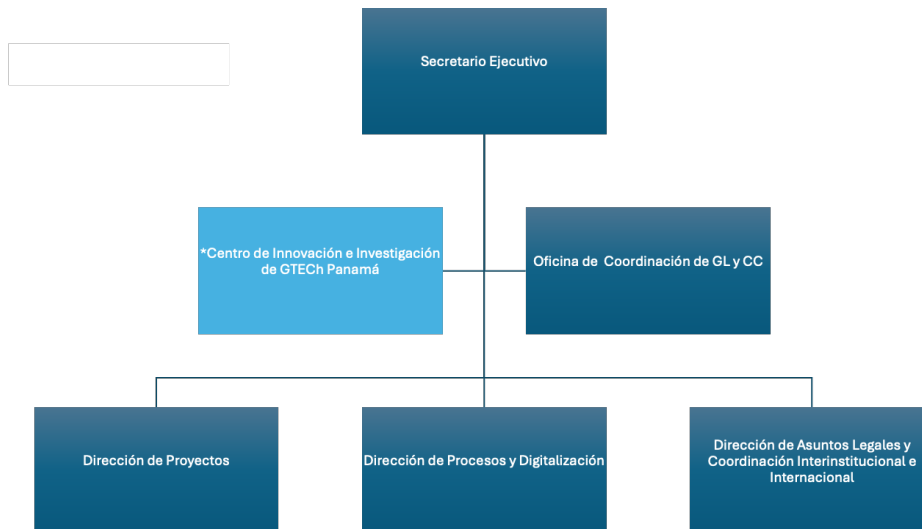 Secretario Ejecutivo
*Centro de Innovación e Investigación
de GTECh Panamá
Oficina de Coordinación de GL y CC
Dirección de Proyectos
Dirección de Procesos y Digitalización
Dirección de Asuntos Legales y
Coordinación Interinstitucional e
Internacional